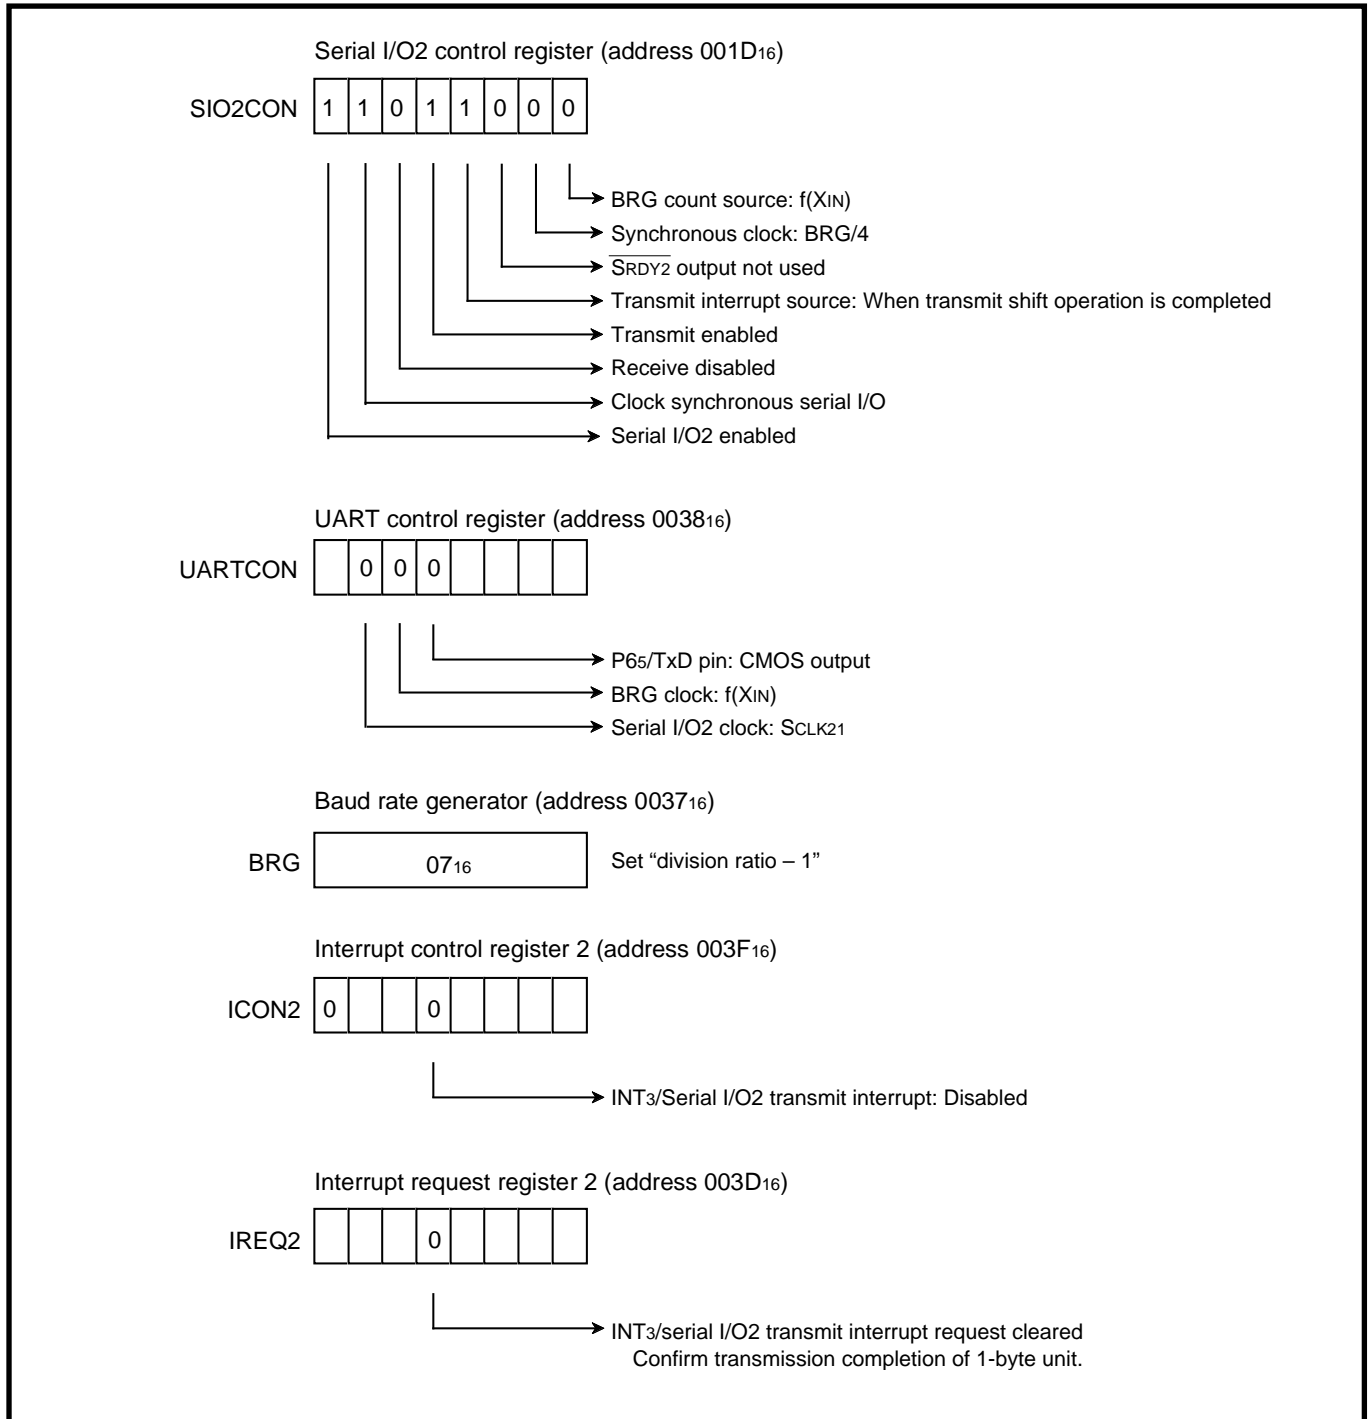 Serial I/O2 control register (address 001D16)
SIO2CON 1 1 0 1 1 0 0 0
BRG count source: f(XIN)
Synchronous clock: BRG/4
SRDY2 output not used
Transmit interrupt source: When transmit shift operation is completed
Transmit enabled
Receive disabled
Clock synchronous serial I/O
Serial I/O2 enabled
UART control register (address 003816)
UARTCON 0 0 0
P65/TxD pin: CMOS output
BRG clock: f(XIN)
Serial I/O2 clock: SCLK21
Baud rate generator (address 003716)
BRG 0716 Set “division ratio – 1”
Interrupt control register 2 (address 003F16)
ICON2 0 0
INT3/Serial I/O2 transmit interrupt: Disabled
Interrupt request register 2 (address 003D16)
IREQ2 0
INT3/serial I/O2 transmit interrupt request cleared
Confirm transmission completion of 1-byte unit.